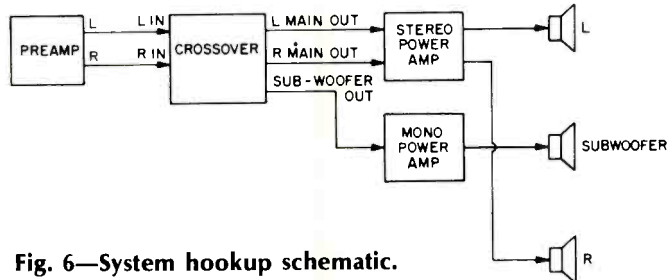 PREAMP
L
R
L IN
R IN
CROSSOVER
L MAIN OUT
R MAIN OUT
SUB-WOOFER
OUT
STEREO
POWER
AMP
MONO
POWER
AMP
L
SUBWOOFER
R
Fig. 6—System hookup schematic.